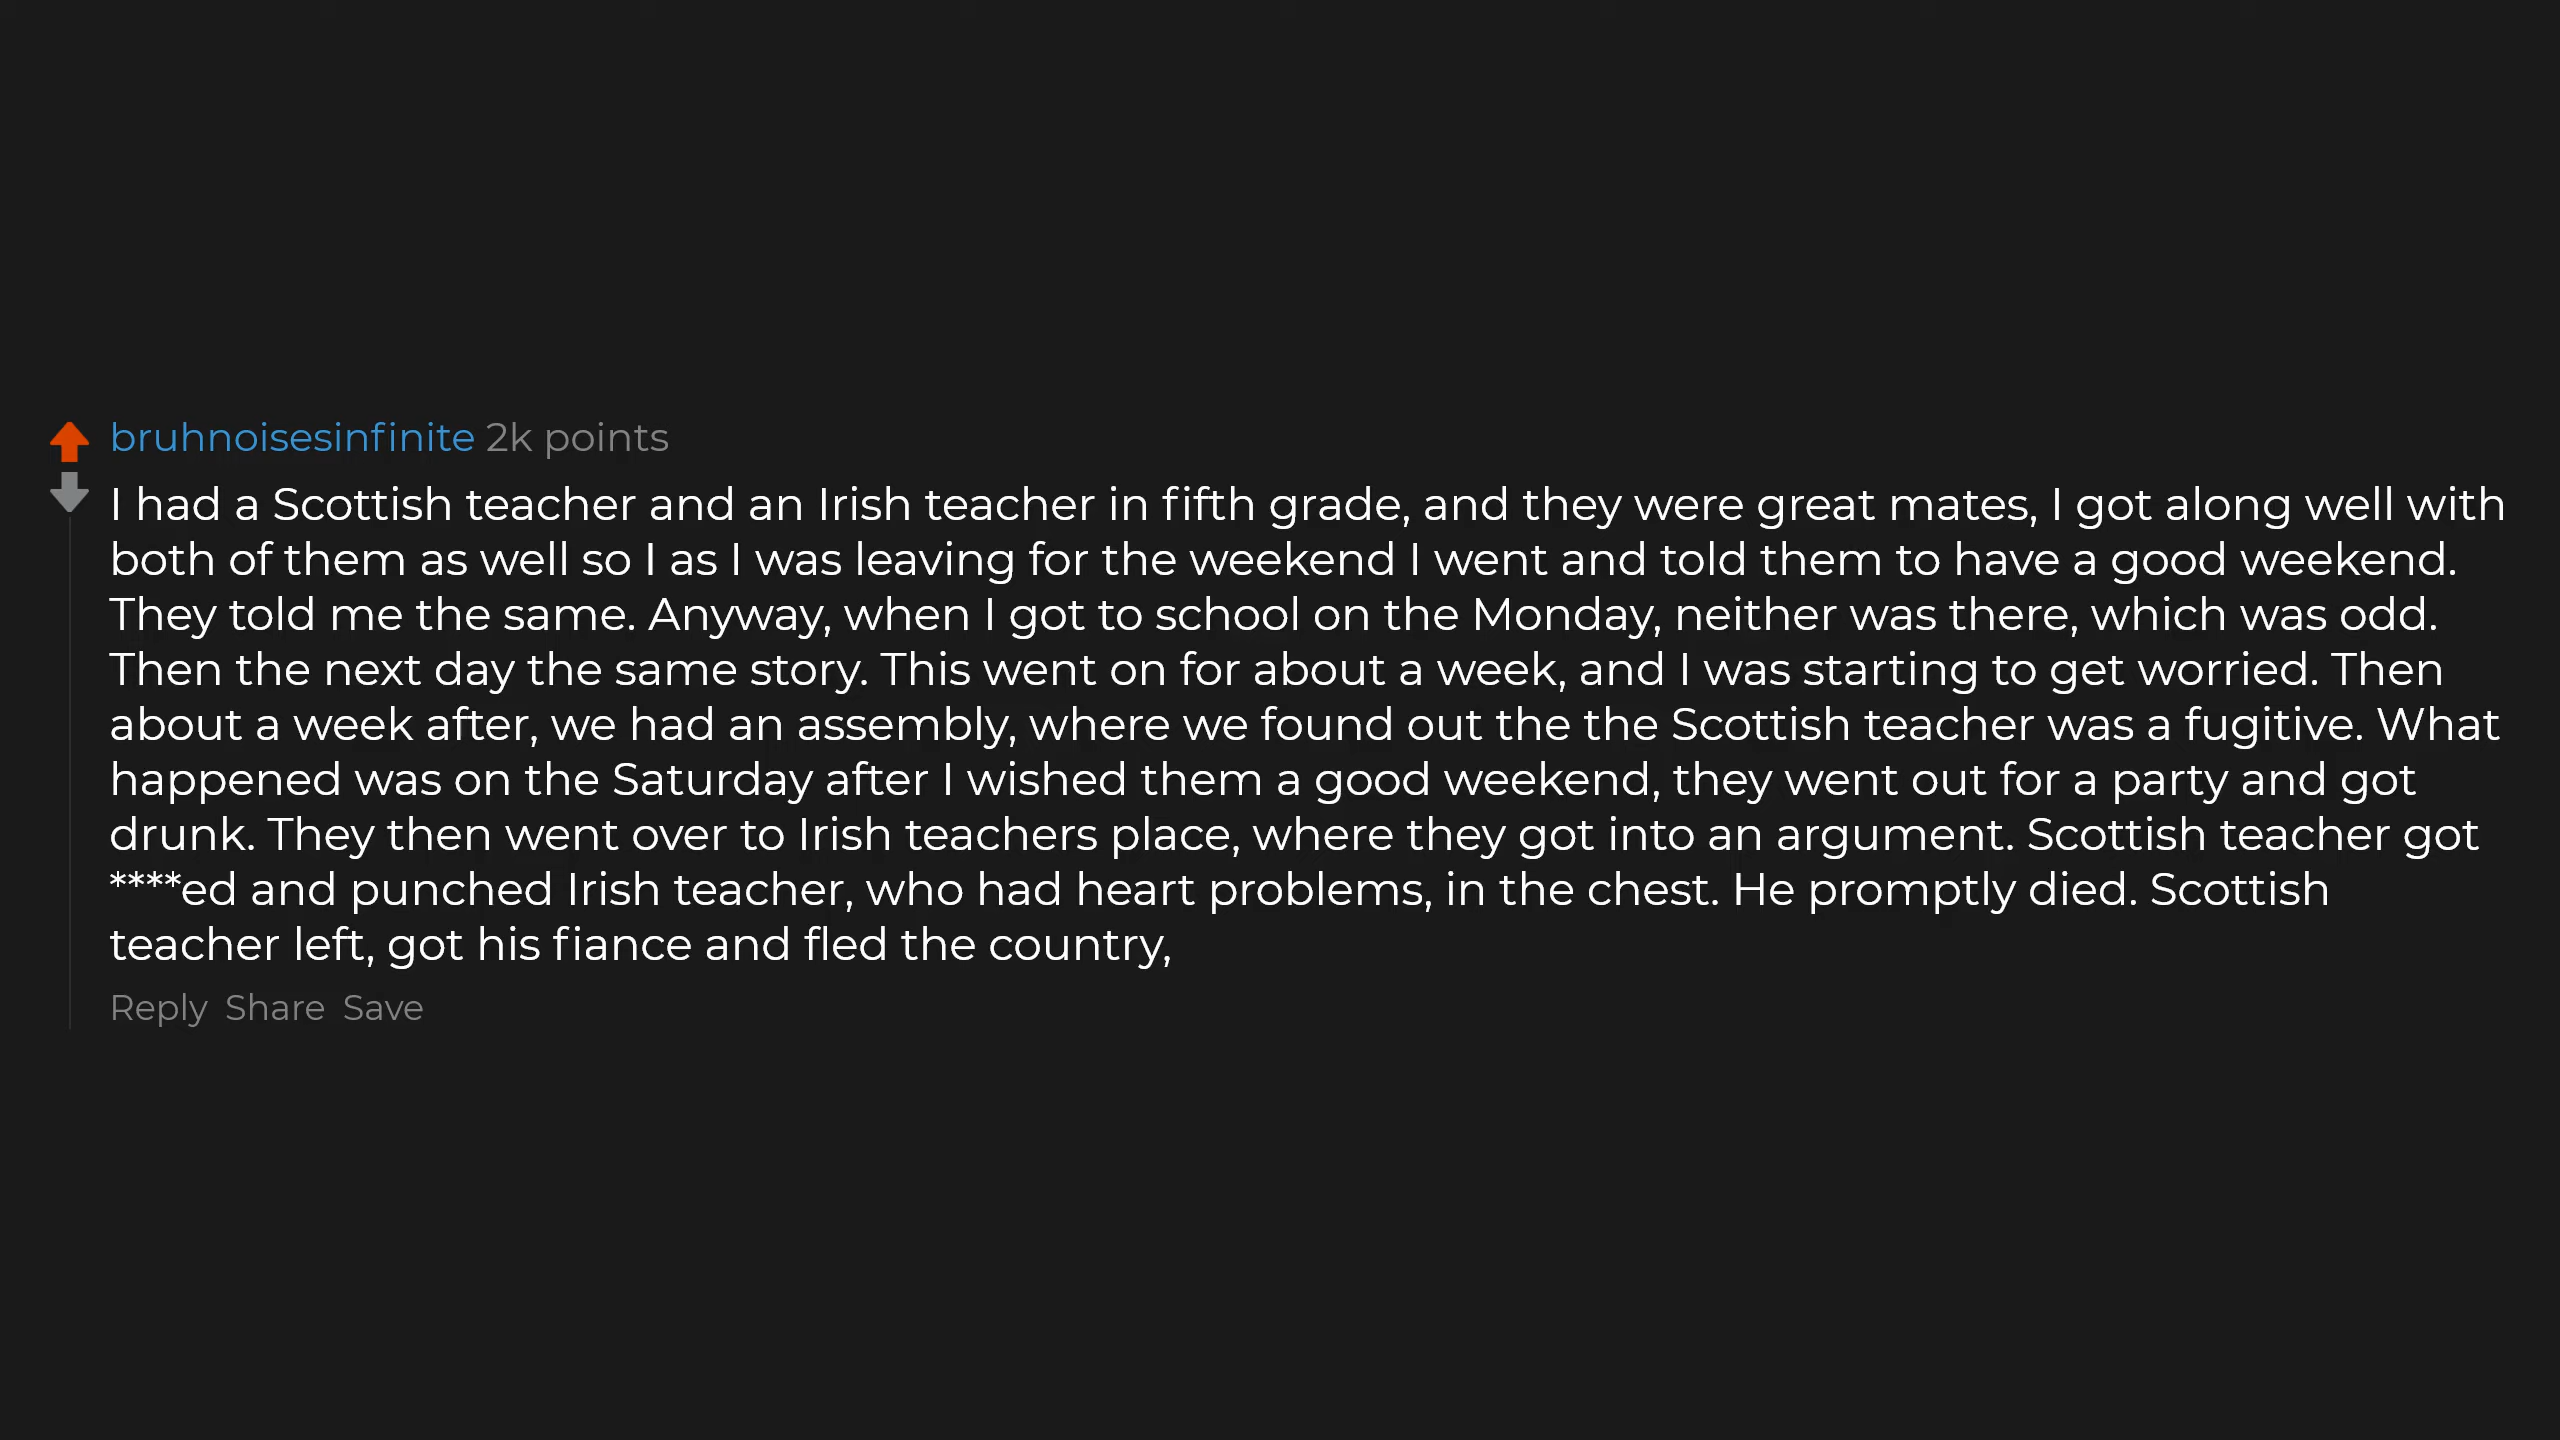 bruhnoisesinfinite 2k points
I had a Scottish teacher and an Irish teacher in fifth grade, and they were great mates, I got along well with
both of them as well so I as I was leaving for the weekend I went and told them to have a good weekend.
They told me the same. Anyway, when I got to school on the Monday, neither was there, which was odd.
Then the next day the same story. This went on for about a week, and I was starting to get worried. Then
about a week after, we had an assembly, where we found out the the Scottish teacher was a fugitive. What
happened was on the Saturday after I wished them a good weekend, they went out for a party and got
drunk. They then went over to Irish teachers place, where they got into an argument. Scottish teacher got
****ed and punched Irish teacher, who had heart problems, in the chest. He promptly died. Scottish
teacher left, got his fiance and fled the country,
Reply Share Save